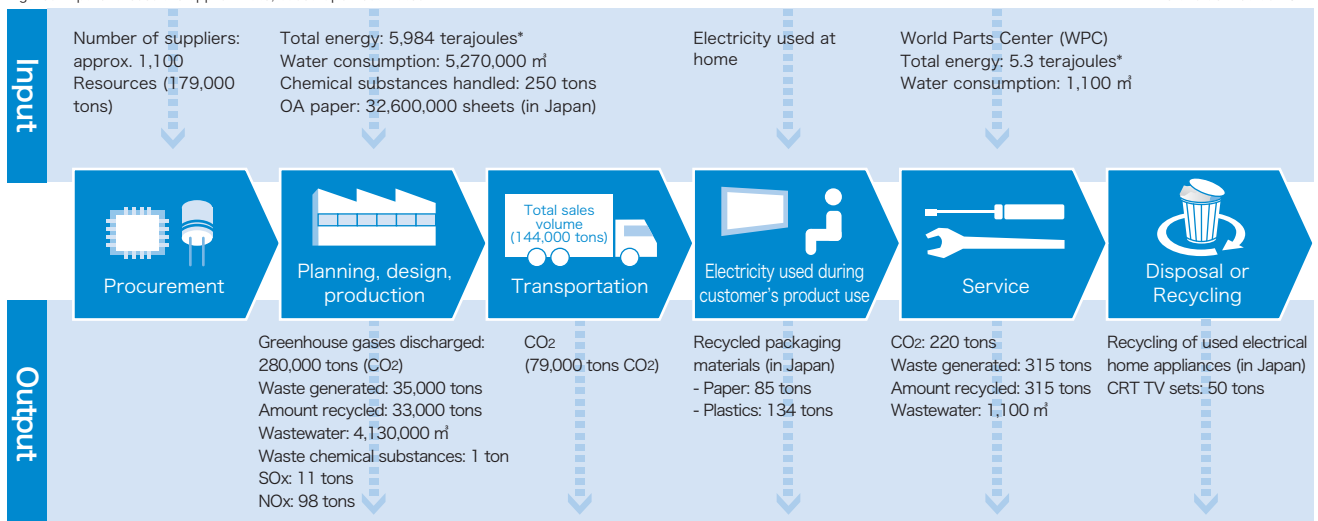 Input
Number of suppliers:
approx. 1,100
Resources (179,000
tons)
Total energy: 5,984 terajoules*
Water consumption: 5,270,000 ㎥
Chemical substances handled: 250 tons
OA paper: 32,600,000 sheets (in Japan)
Electricity used at
home
World Parts Center (WPC)
Total energy: 5.3 terajoules*
Water consumption: 1,100 ㎥
Procurement
Planning, design,
production
Total sales
volume
(144,000 tons)
Transportation
Electricity used during
customer's product use
Service
Disposal or
Recycling
Output
Greenhouse gases discharged:
280,000 tons (CO2)
Waste generated: 35,000 tons
Amount recycled: 33,000 tons
Wastewater: 4,130,000 ㎥
Waste chemical substances: 1 ton
SOx: 11 tons
NOx: 98 tons
CO2
(79,000 tons CO2)
Recycled packaging
materials (in Japan)
- Paper: 85 tons
- Plastics: 134 tons
CO2: 220 tons
Waste generated: 315 tons
Amount recycled: 315 tons
Wastewater: 1,100 ㎥
Recycling of used electrical
home appliances (in Japan)
CRT TV sets: 50 tons